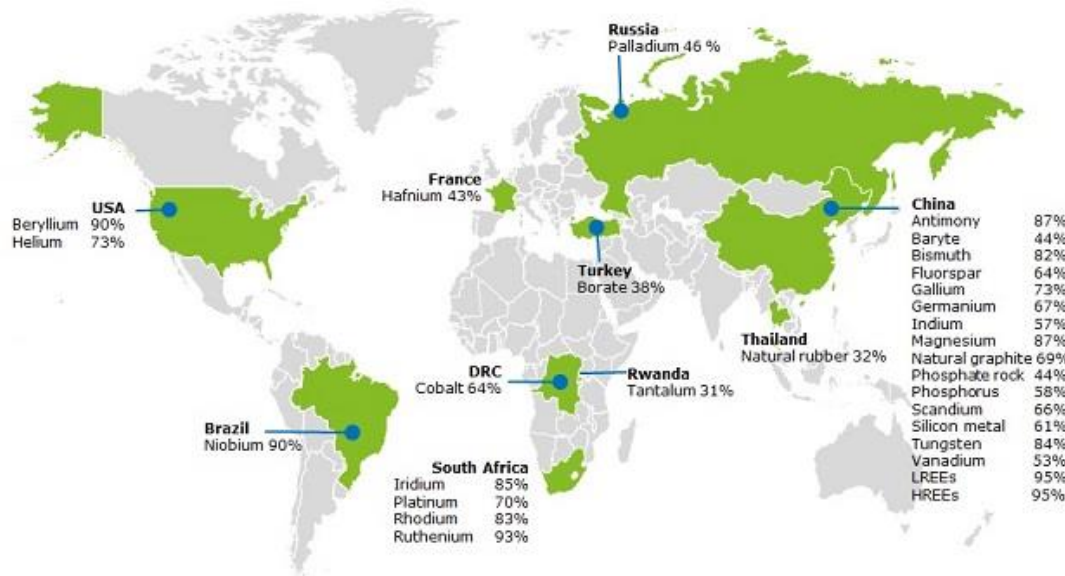 Russia
Palladium 46 %
France
Hafnium 43%
USA
Beryllium 90%
Helium 73%
China
Antimony 87%
Baryte 44%
Bismuth 82%
Fluorspar 64%
Gallium 73%
Germanium 67%
Indium 57%
Magnesium 87%
Natural graphite 69%
Phosphate rock 44%
Phosphorus 58%
Scandium 66%
Silicon metal 61%
Tungsten 84%
Vanadium 53%
LREEs 95%
HREEs 95%
Turkey
Borate 38%
Thailand
Natural rubber 32%
DRC
Cobalt 64%
Rwanda
Tantalum 31%
Brazil
Niobium 90%
South Africa
Iridium 85%
Platinum 70%
Rhodium 83%
Ruthenium 93%